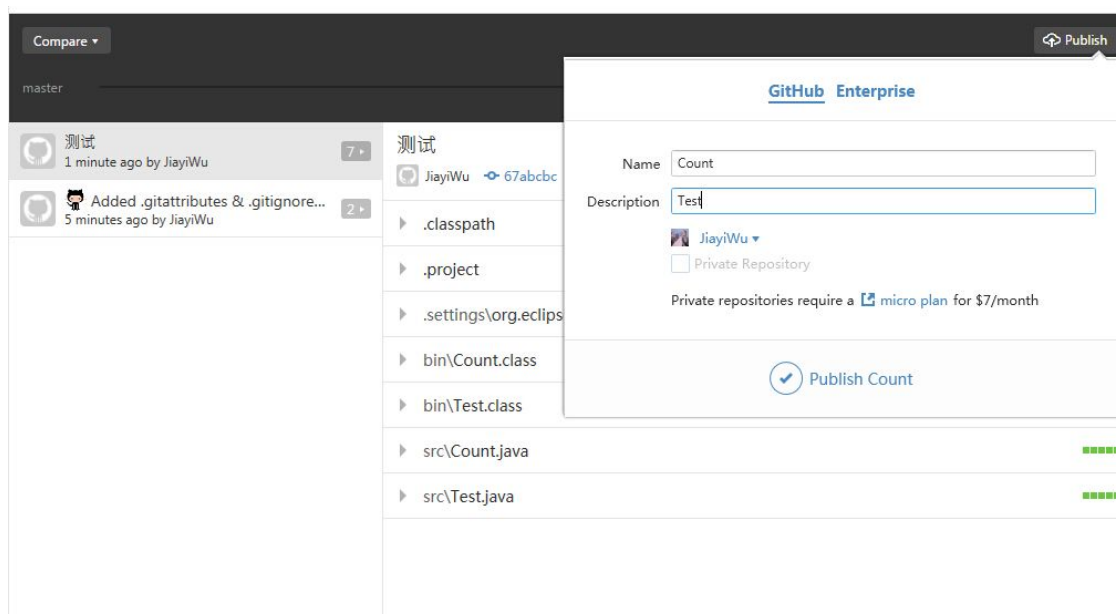 Compare
Publish
master
GitHub Enterprise
测试
1 minute ago by JiayiWu
7
Added .gitattributes & .gitignore...
5 minutes ago by JiayiWu
2
测试
JiayiWu 67abcbc
.classpath
.project
.settings\org.eclips
bin\Count.class
bin\Test.class
src\Count.java
src\Test.java
Name Count
Description Test
JiayiWu
Private Repository
Private repositories require a micro plan for $7/month
Publish Count